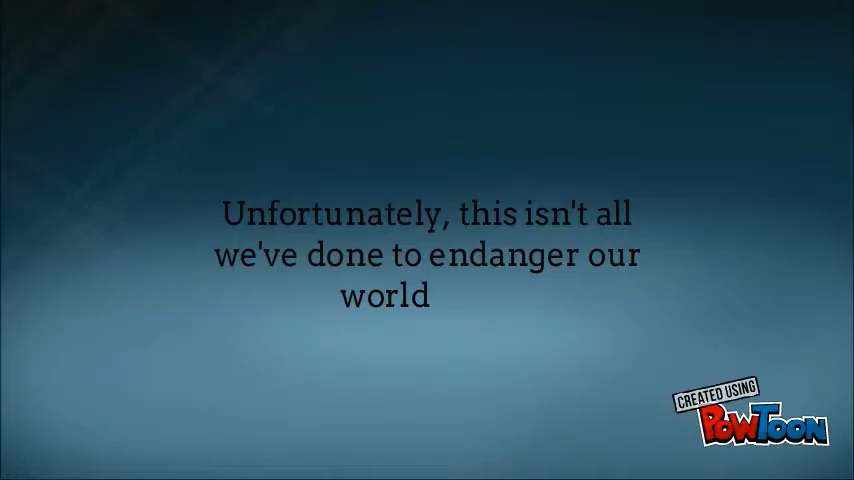 Unfortunately, this isn't all
we've done to endanger our
world
CREATED USING
POWTOON